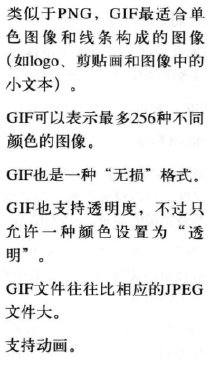 类似于PNG，GIF最适合单
色图像和线条构成的图像
(如logo、剪贴画和图像中的
小文本）。
GIF可以表示最多256种不同
颜色的图像。
GIF也是一种“无损”格式。
GIF也支持透明度，不过只
允许一种颜色设置为“透
明”。
GIF文件往往比相应的JPEG
文件大。
支持动画。